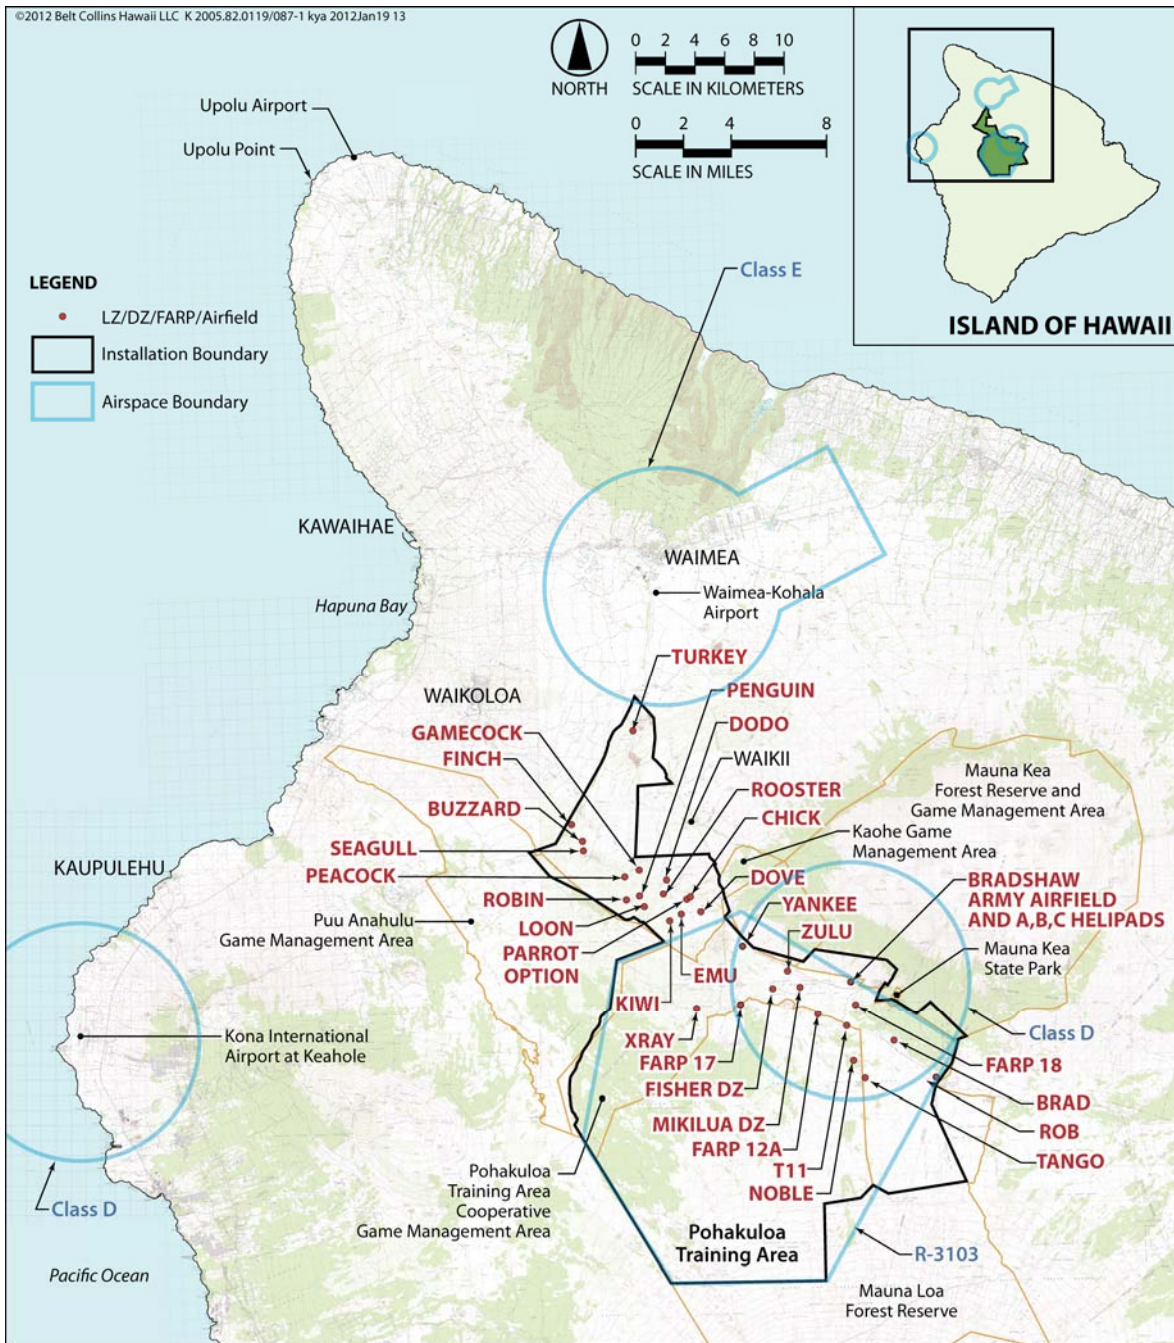 ©2012 Belt Collins Hawaii LLC K 2005.82.0119/087-1 kya 2012Jan19 13
NORTH
0 2 4 6 8 10
SCALE IN KILOMETERS
0 2 4 8
SCALE IN MILES
ISLAND OF HAWAII
Upolu Airport
Upolu Point
LEGEND
LZ/DZ/FARP/Airfield
Installation Boundary
Airspace Boundary
Class E
KAWAIHAE
Hapuna Bay
WAIMEA
Waimea-Kohala
Airport
TURKEY
WAIKOLOA
PENGUIN
GAMECOCK
DODO
FINCH
WAIKII
ROOSTER
BUZZARD
CHICK
Mauna Kea
Forest Reserve and
Game Management Area
Kaohe Game
Management Area
SEAGULL
KAUPULEHU
PEACOCK
DOVE
BRADSHAW
ARMY AIRFIELD
AND A,B,C HELIPADS
ROBIN
YANKEE
Puu Anahulu
Game Management Area
LOON
ZULU
PARROT
OPTION
EMU
Mauna Kea
State Park
KIWI
Kona International
Airport at Keahole
XRAY
Class D
FARP 17
FARP 18
FISHER DZ
BRAD
MIKILUA DZ
ROB
FARP 12A
TANGO
T11
NOBLE
Pohakuloa
Training Area
Cooperative
Game Management Area
Class D
Pohakuloa
Training Area
R-3103
Pacific Ocean
Mauna Loa
Forest Reserve